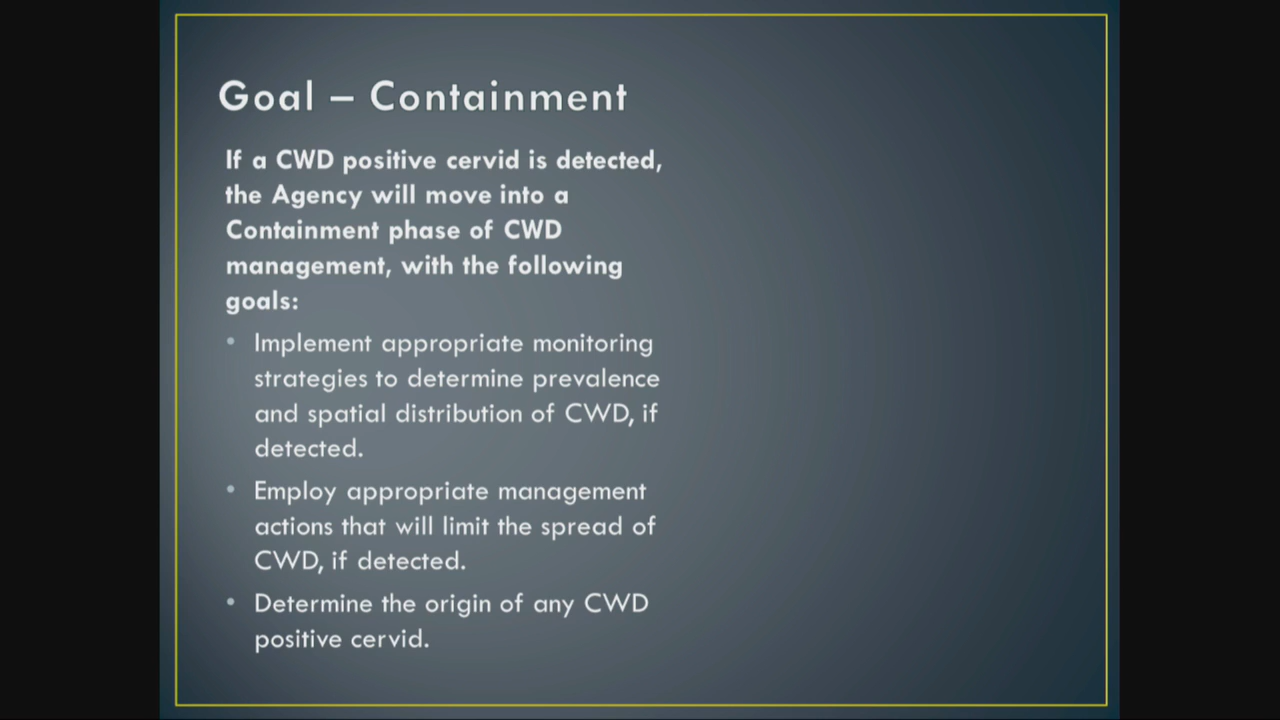 Goal – Containment
If a CWD positive cervid is detected,
the Agency will move into a
Containment phase of CWD
management, with the following
goals:
• Implement appropriate monitoring
strategies to determine prevalence
and spatial distribution of CWD, if
detected.
• Employ appropriate management
actions that will limit the spread of
CWD, if detected.
• Determine the origin of any CWD
positive cervid.